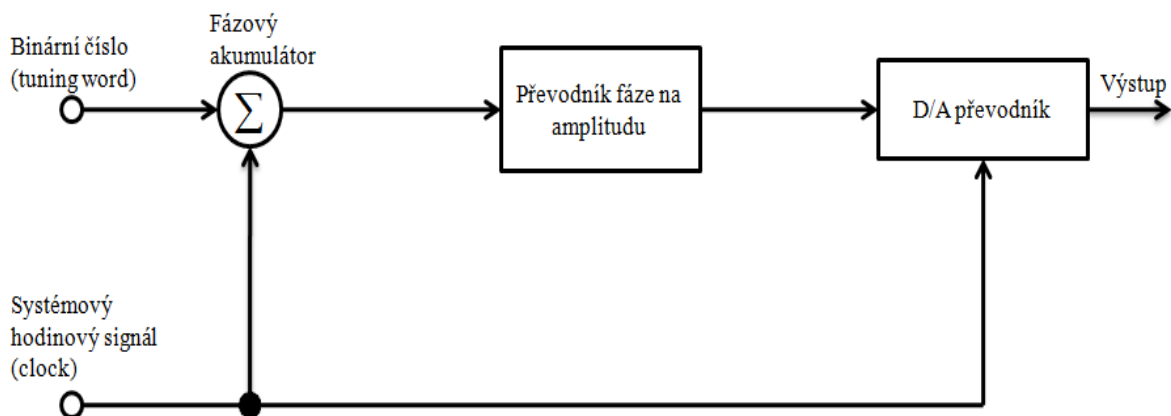 Binární číslo
(tuning word)
Fázový
akumulátor
Σ
Převodník fáze na
amplitudu
D/A převodník
Výstup
Systémový
hodinový signál
(clock)